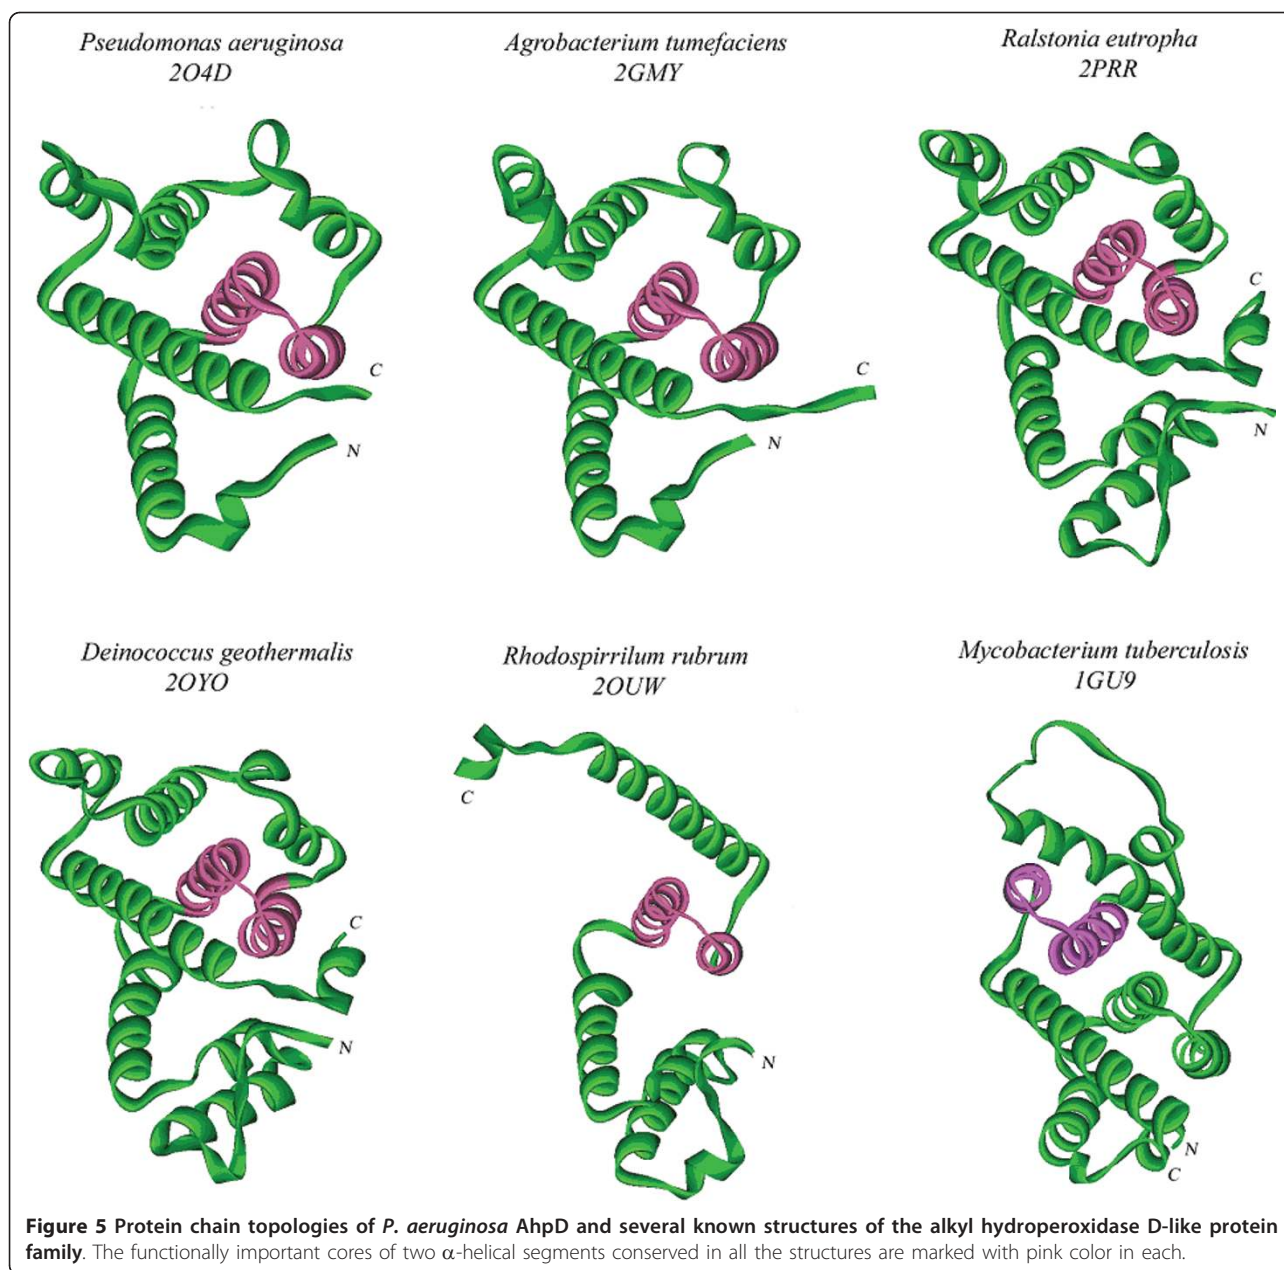 Pseudomonas aeruginosa
2O4D
Agrobacterium tumefaciens
2GMY
Ralstonia eutropha
2PRR
C
N
C
N
C
N
Deinococcus geothermalis
2OYO
Rhodospirrilum rubrum
2OUW
Mycobacterium tuberculosis
1GU9
C
N
C
N
N
C
Figure 5 Protein chain topologies of P. aeruginosa AhpD and several known structures of the alkyl hydroperoxidase D-like protein
family. The functionally important cores of two α-helical segments conserved in all the structures are marked with pink color in each.